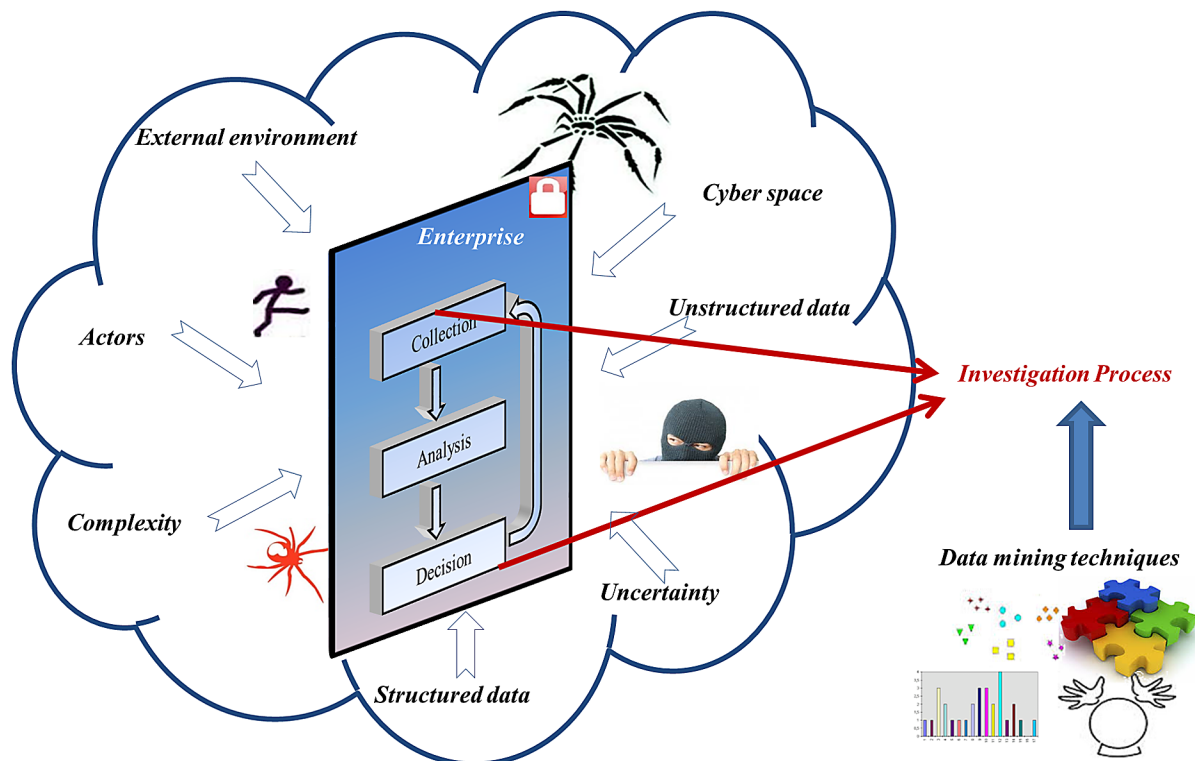 External environment
Cyber space
Enterprise
Unstructured data
Actors
Collection
Investigation Process
Analysis
Complexity
Decision
Uncertainty
Data mining techniques
Structured data